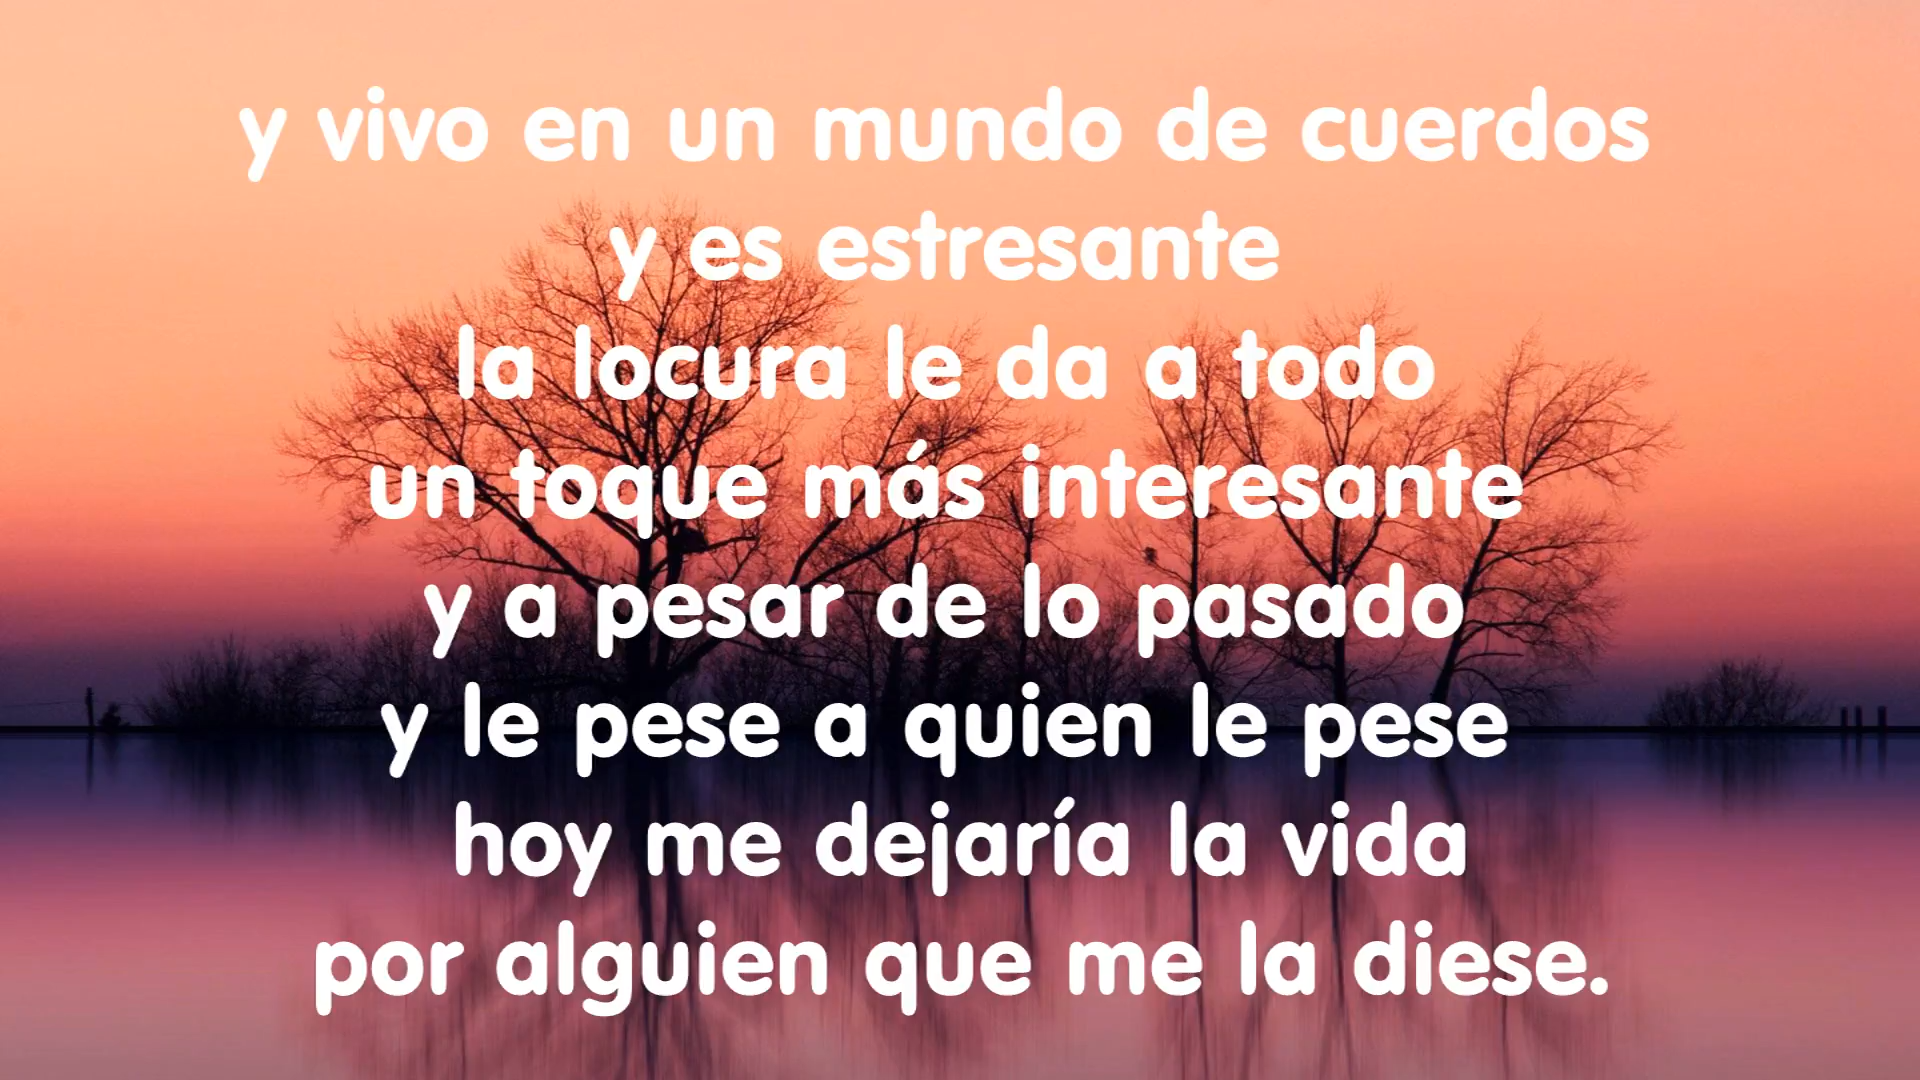 y vivo en un mundo de cuerdos
y es estresante
la locura le da a todo
un toque más interesante
y a pesar de lo pasado
y le pese a quien le pese
hoy me dejaría la vida
por alguien que me la diese.